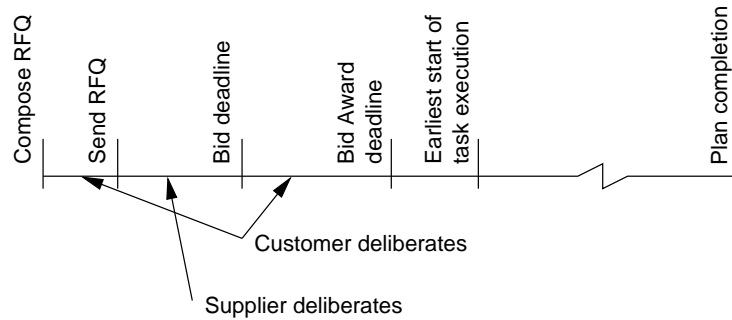 Compose RFQ
Send RFQ
Bid deadline
Bid Award
deadline
Earliest start of
task execution
Plan completion
Customer deliberates
Supplier deliberates